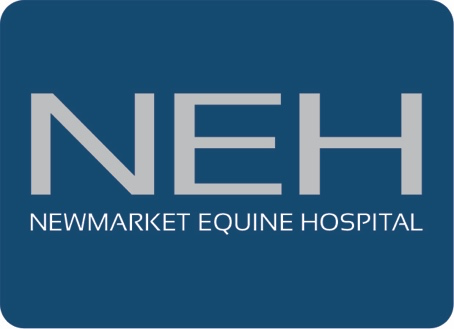 NEH
NEWMARKET EQUINE HOSPITAL